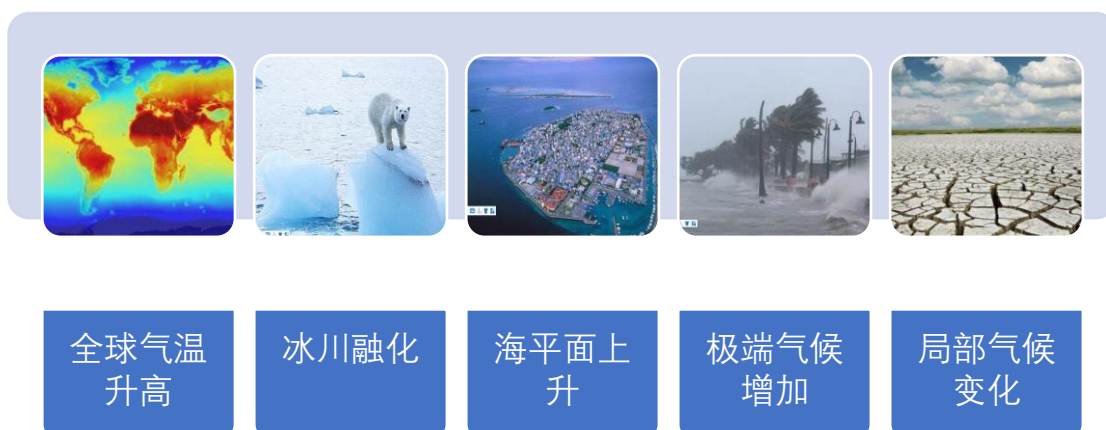 全球气温
升高
冰川融化
海平面上
升
极端气候
增加
局部气候
变化